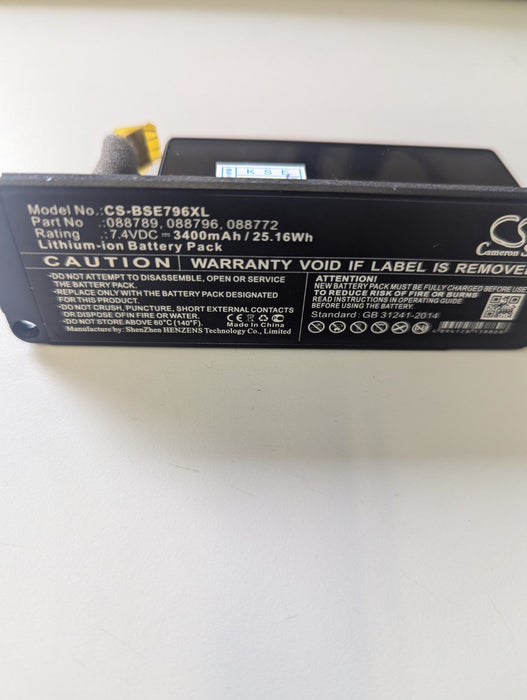 KSE
Model No.:CS-BSE796XL
Part No :088789, 088796, 088772
Rating :7.4VDC⎓3400mAh / 25.16Wh
Lithium-ion Battery Pack
CS
Cameron
CAUTION WARRANTY VOID IF LABEL IS REMOVE
-DO NOT ATTEMPT TO DISASSEMBLE, OPEN OR SERVICE
THE BATTERY PACK.
-REPLACE ONLY WITH THE BATTERY PACK DESIGNATED
FOR THIS PRODUCT.
-DO NOT CRUSH, PUNCTURE, SHORT EXTERNAL CONTACTS
OR DISPOSE OF IN FIRE OR WATER.
-DO NOT STORE ABOVE 60°C (140°F).
CE FC Made In China
Manufacture by: ShenZhen HENZENS Technology Co., Limited
ATTENTION!
NEW BATTERY PACK MUST BE FULLY CHARGED BEFORE USE
TO REDUCE RISK OF FIRE OR BURNS
READ INSTRUCTIONS IN OPERATING GUIDE
BEFORE USE.
Standard : GB 31241-2014